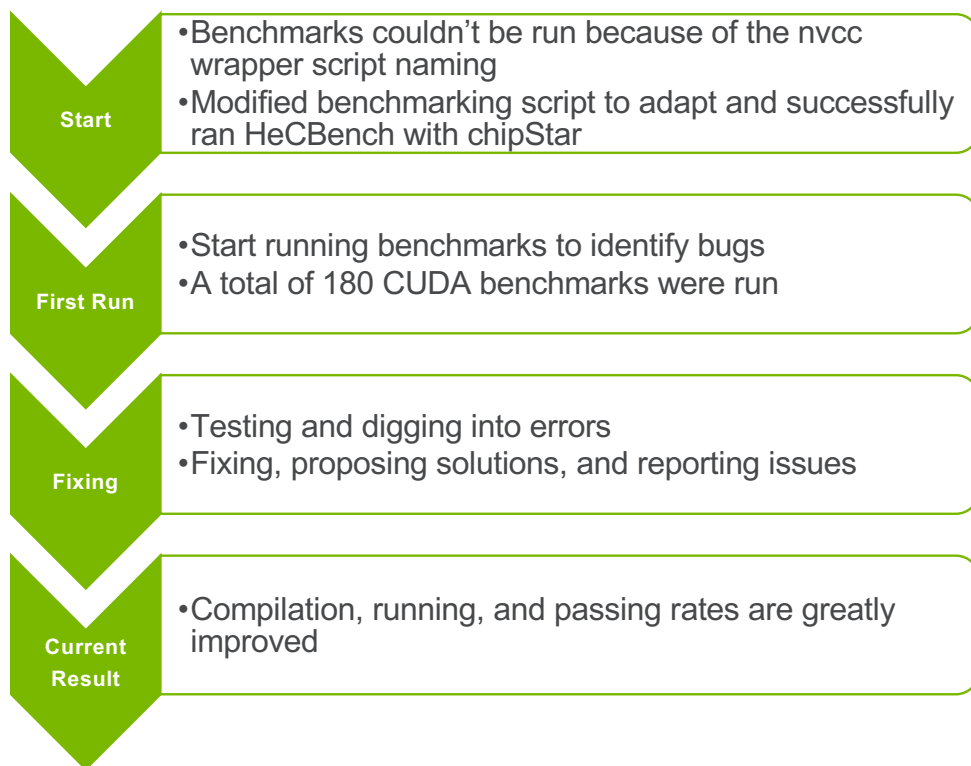 Start
•Benchmarks couldn’t be run because of the nvcc
wrapper script naming
•Modified benchmarking script to adapt and successfully
ran HeCBench with chipStar
First Run
•Start running benchmarks to identify bugs
•A total of 180 CUDA benchmarks were run
Fixing
•Testing and digging into errors
•Fixing, proposing solutions, and reporting issues
Current
Result
•Compilation, running, and passing rates are greatly
improved